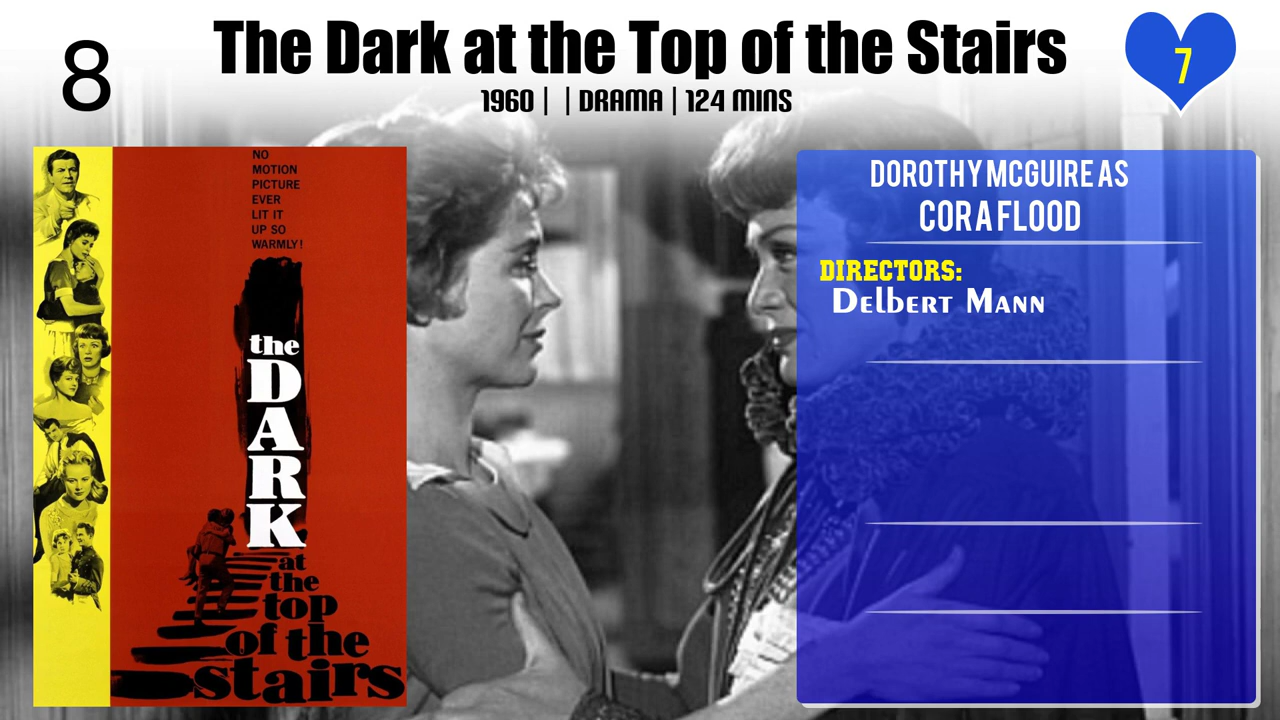 8
The Dark at the Top of the Stairs
7
1960 | | DRAMA | 124 MINS
NO
MOTION
PICTURE
EVER
LIT IT
UP SO
WARMLY!
the
DARK
at
the
top
of the
stairs
DOROTHY MCGUIRE AS
CORA FLOOD
DIRECTORS:
Delbert Mann